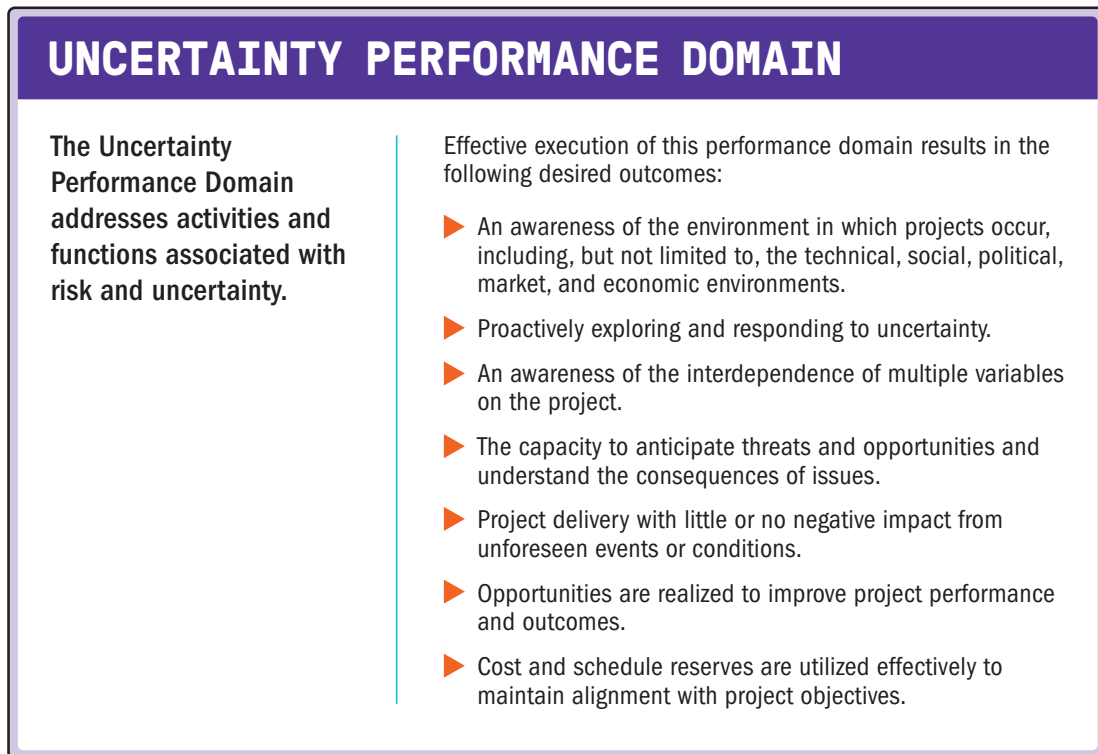 UNCERTAINTY PERFORMANCE DOMAIN
The Uncertainty
Performance Domain
addresses activities and
functions associated with
risk and uncertainty.
Effective execution of this performance domain results in the
following desired outcomes:
An awareness of the environment in which projects occur,
including, but not limited to, the technical, social, political,
market, and economic environments.
Proactively exploring and responding to uncertainty.
An awareness of the interdependence of multiple variables
on the project.
The capacity to anticipate threats and opportunities and
understand the consequences of issues.
Project delivery with little or no negative impact from
unforeseen events or conditions.
Opportunities are realized to improve project performance
and outcomes.
Cost and schedule reserves are utilized effectively to
maintain alignment with project objectives.